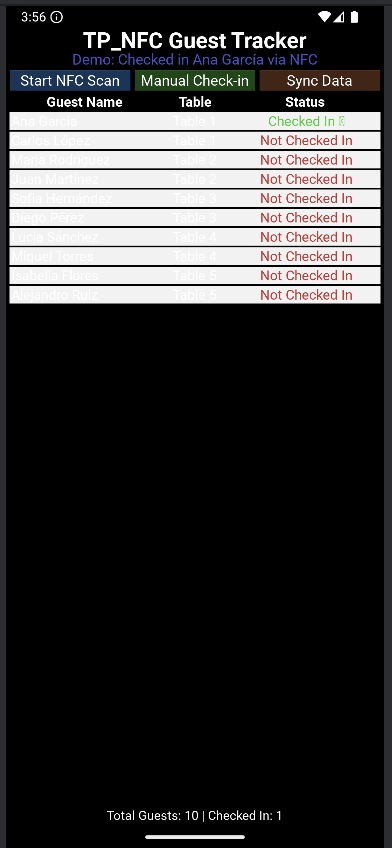 3:56
TP_NFC Guest Tracker
Demo: Checked in Ana García via NFC
Start NFC Scan Manual Check-in Sync Data
Guest Name Table Status
Ana García Table 1 Checked In
Carlos López Table 1 Not Checked In
María Rodríguez Table 2 Not Checked In
Juan Martínez Table 2 Not Checked In
Sofía Hernández Table 3 Not Checked In
Diego Pérez Table 3 Not Checked In
Lucía Sánchez Table 4 Not Checked In
Miguel Torres Table 4 Not Checked In
Isabella Flores Table 5 Not Checked In
Alejandro Ruiz Table 5 Not Checked In
Total Guests: 10 | Checked In: 1